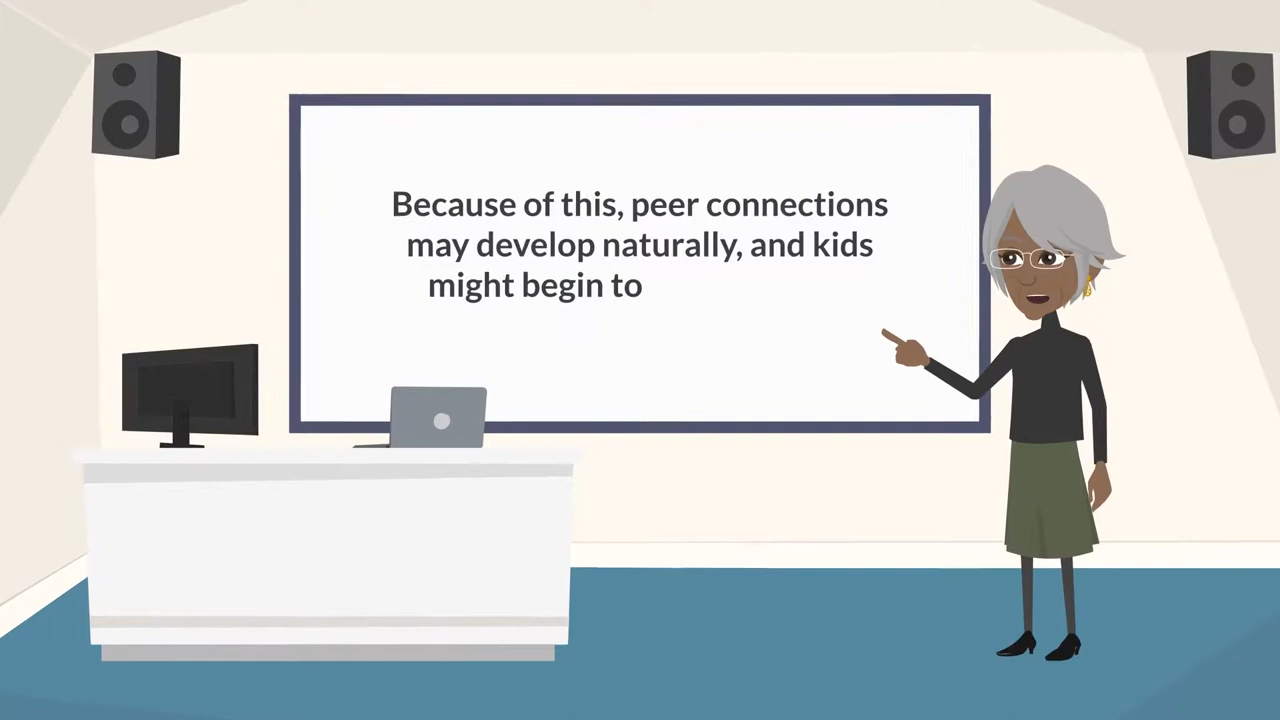 Because of this, peer connections
may develop naturally, and kids
might begin to